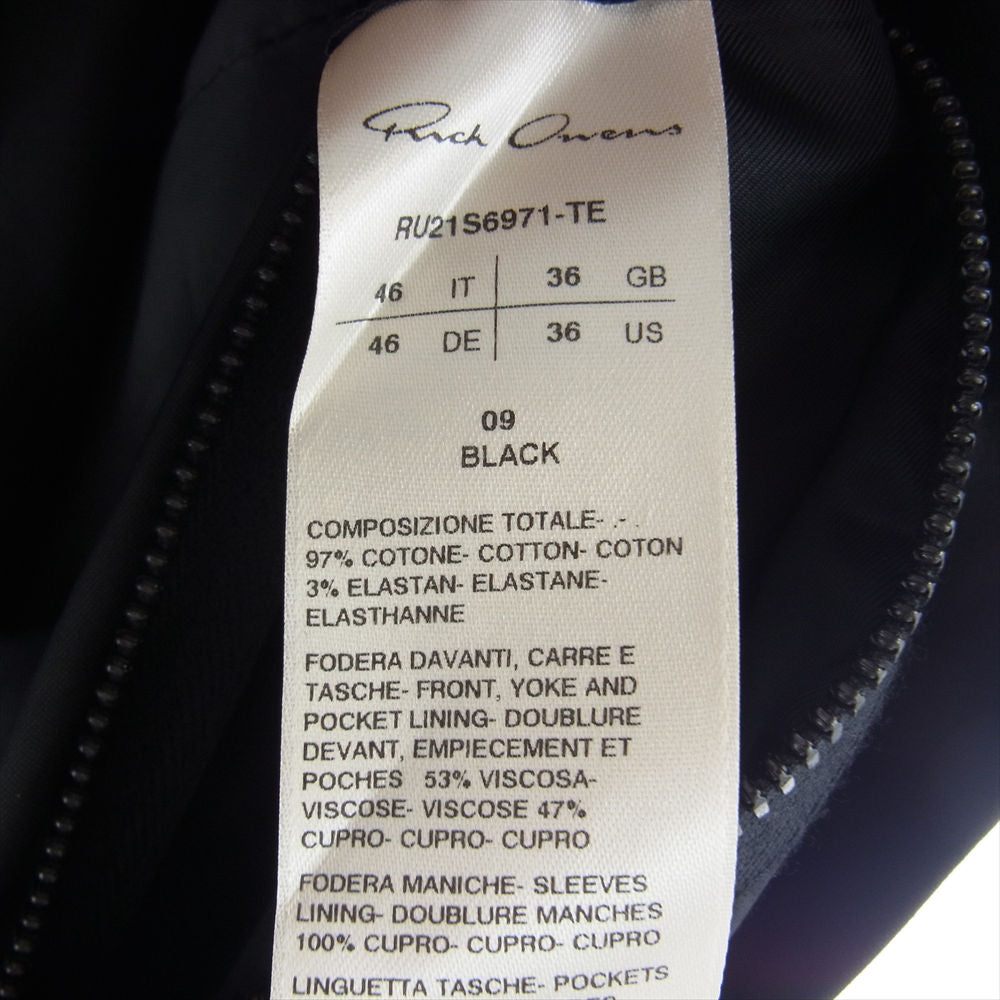 Rick Owens
RU21S6971-TE
46 IT 36 GB
46 DE 36 US
09
BLACK
COMPOSIZIONE TOTALE- .- .
97% COTONE- COTTON- COTON
3% ELASTAN- ELASTANE-
ELASTHANNE
FODERA DAVANTI, CARRE E
TASCHE- FRONT, YOKE AND
POCKET LINING- DOUBLURE
DEVANT, EMPIECEMENT ET
POCHES 53% VISCOSA-
VISCOSE- VISCOSE 47%
CUPRO- CUPRO- CUPRO
FODERA MANICHE- SLEEVES
LINING- DOUBLURE MANCHES
100% CUPRO- CUPRO- CUPRO
LINGUETTA TASCHE- POCKETS